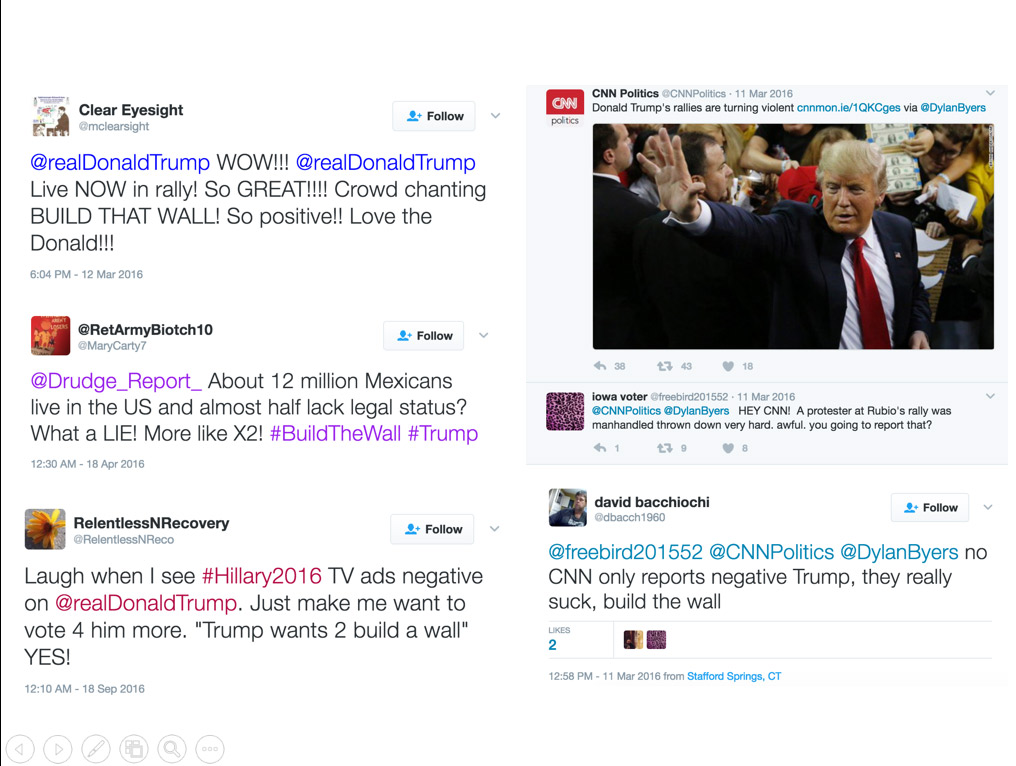 Clear Eyesight
@mclearsight
Follow
@realDonaldTrump WOW!!! @realDonaldTrump
Live NOW in rally! So GREAT!!!! Crowd chanting
BUILD THAT WALL! So positive!! Love the
Donald!!!
6:04 PM - 12 Mar 2016
@RetArmyBiotch10
@MaryCarty7
Follow
@Drudge_Report_ About 12 million Mexicans
live in the US and almost half lack legal status?
What a LIE! More like X2! #BuildTheWall #Trump
12:30 AM - 18 Apr 2016
RelentlessNRecovery
@RelentlessNReco
Follow
Laugh when I see #Hillary2016 TV ads negative
on @realDonaldTrump. Just make me want to
vote 4 him more. "Trump wants 2 build a wall"
YES!
12:10 AM - 18 Sep 2016
CNN
politics
CNN Politics @CNNPolitics · 11 Mar 2016
Donald Trump's rallies are turning violent cnnmon.ie/1QKCges via @DylanByers
38 43 18
iowa voter @freebird201552 · 11 Mar 2016
@CNNPolitics @DylanByers HEY CNN! A protester at Rubio's rally was
manhandled thrown down very hard. awful. you going to report that?
1 9 8
david bacchiochi
@dbacch1960
Follow
@freebird201552 @CNNPolitics @DylanByers no
CNN only reports negative Trump, they really
suck, build the wall
LIKES
2
12:58 PM - 11 Mar 2016 from Stafford Springs, CT